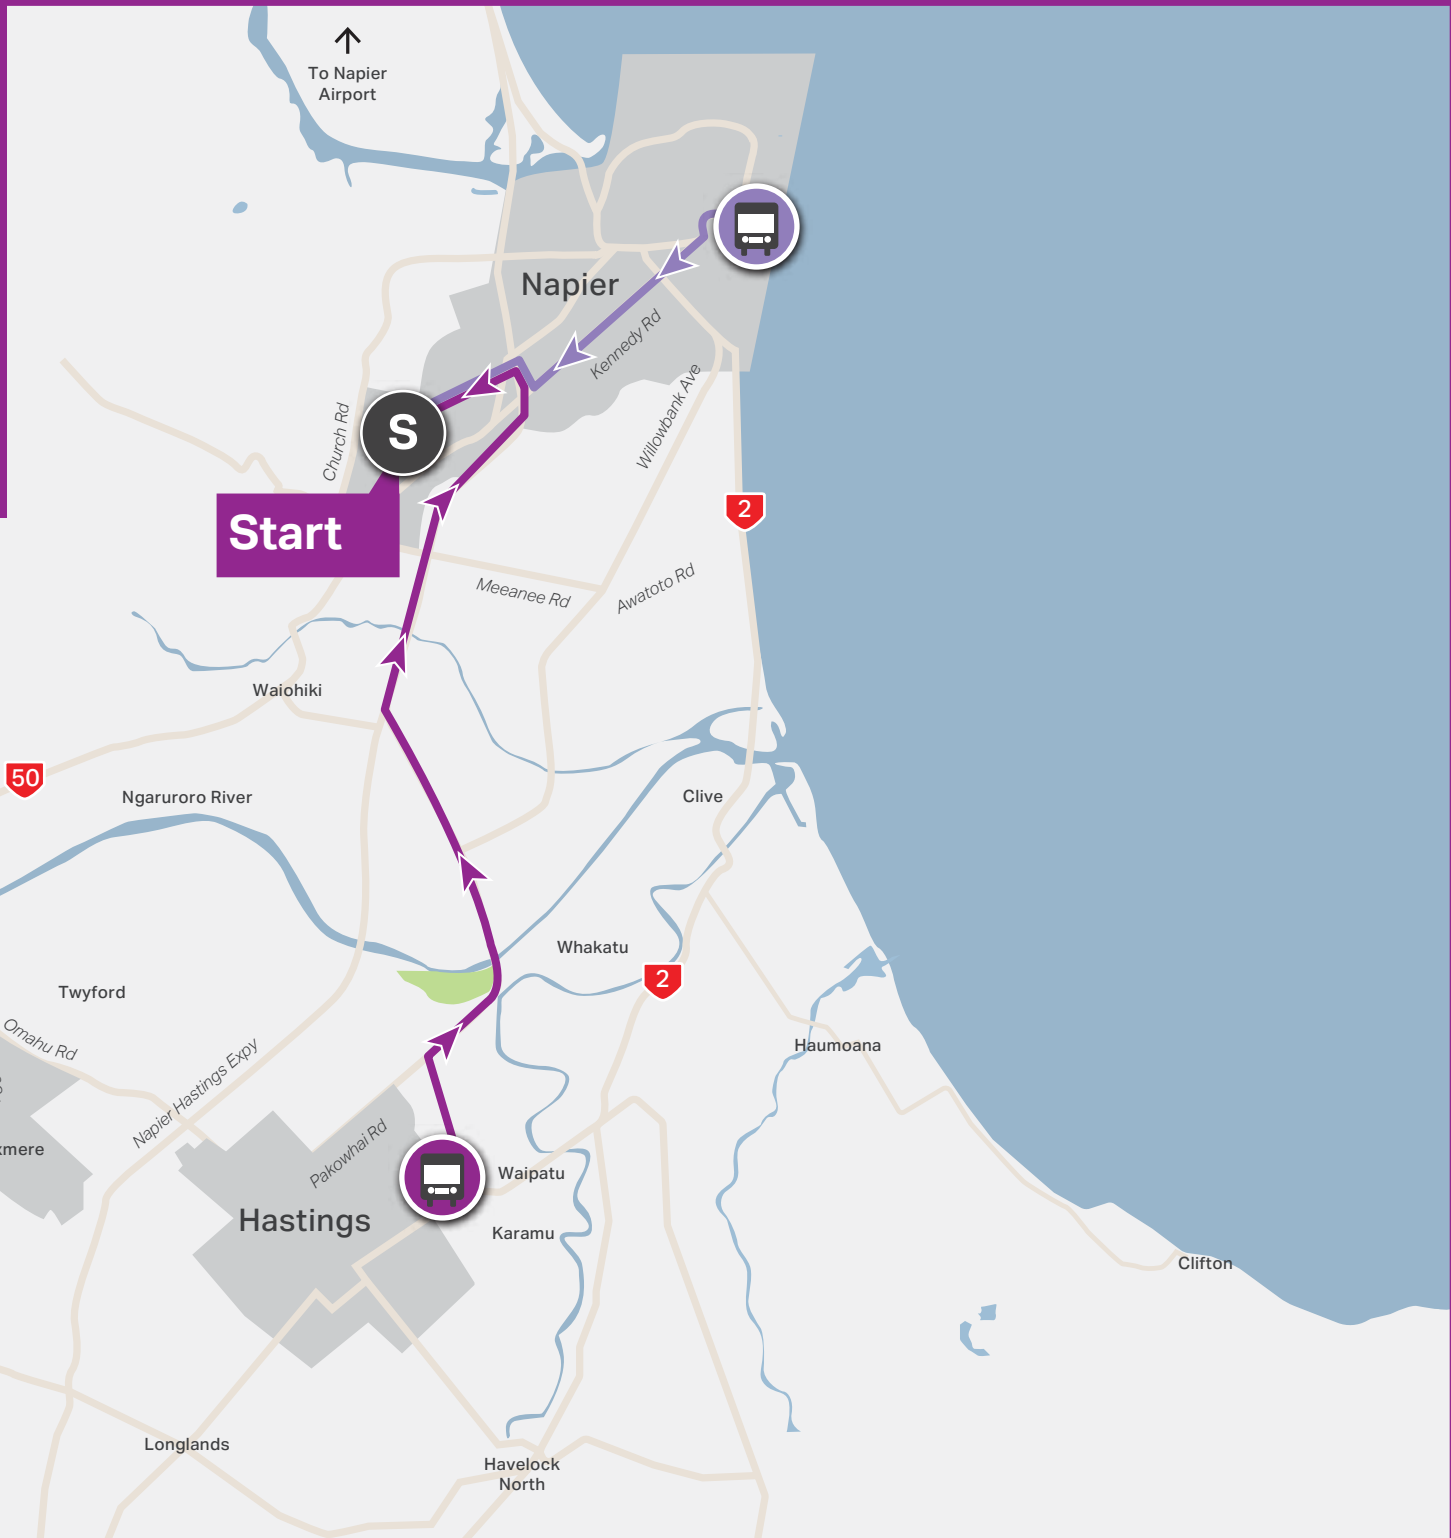 To Napier
Airport
Napier
Kennedy Rd
Church Rd
Willowbank Ave
S
Start
2
Meeanee Rd
Awatoto Rd
Waiohiki
50
Ngaruroro River
Clive
Whakatu
2
Twyford
Omahu Rd
Haumoana
Napier Hastings Expy
Pakowhai Rd
Waipatu
Hastings
Karamu
Clifton
Longlands
Havelock
North